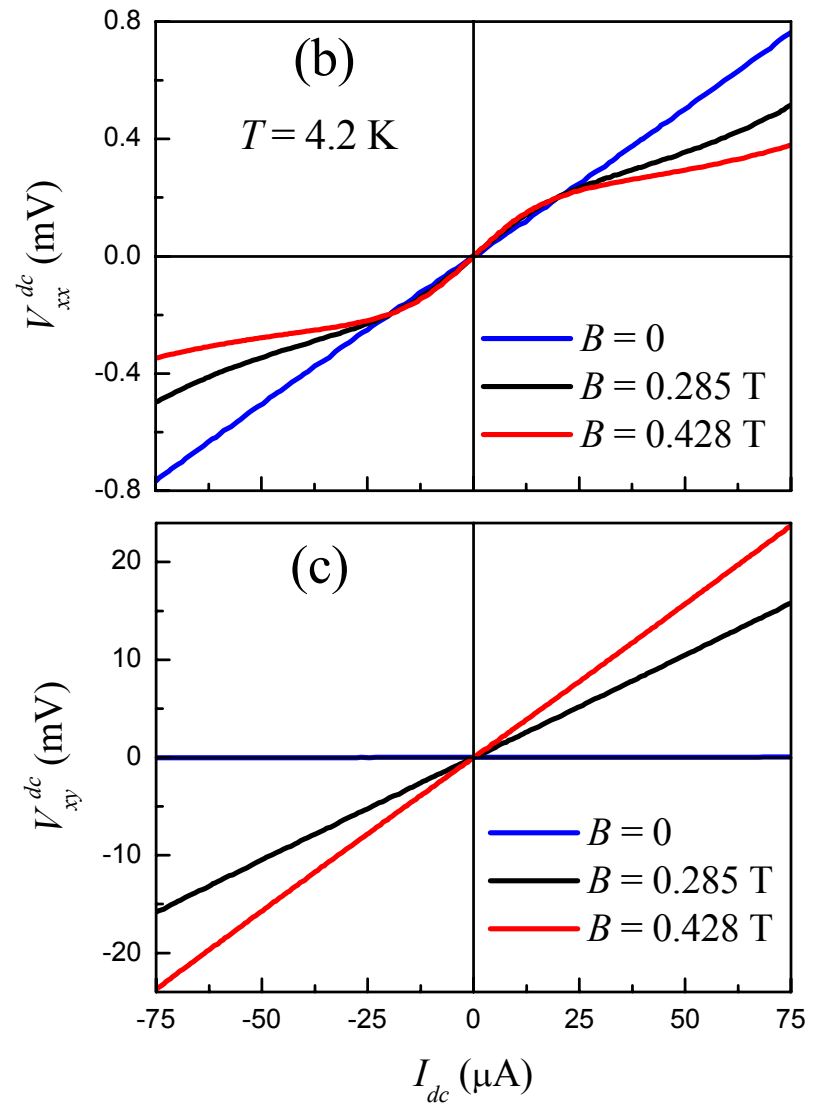 (b)
T = 4.2 K
0.8
0.4
0.0
-0.4
-0.8
V_xx^dc (mV)
B = 0
B = 0.285 T
B = 0.428 T
(c)
20
10
0
-10
-20
V_xy^dc (mV)
B = 0
B = 0.285 T
B = 0.428 T
-75 -50 -25 0 25 50 75
I_dc (μA)